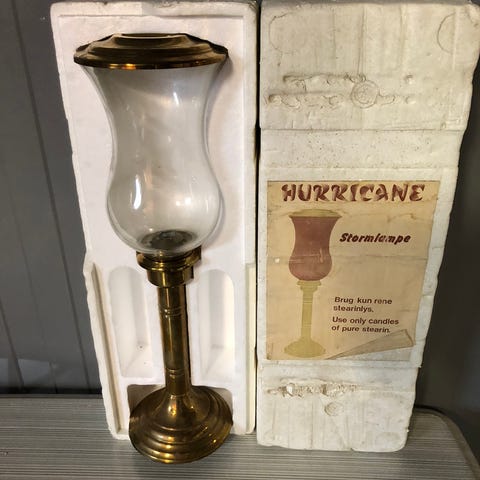 HURRICANE
Stormlampe
Brug kun rene
stearinlys.
Use only candles
of pure stearin.